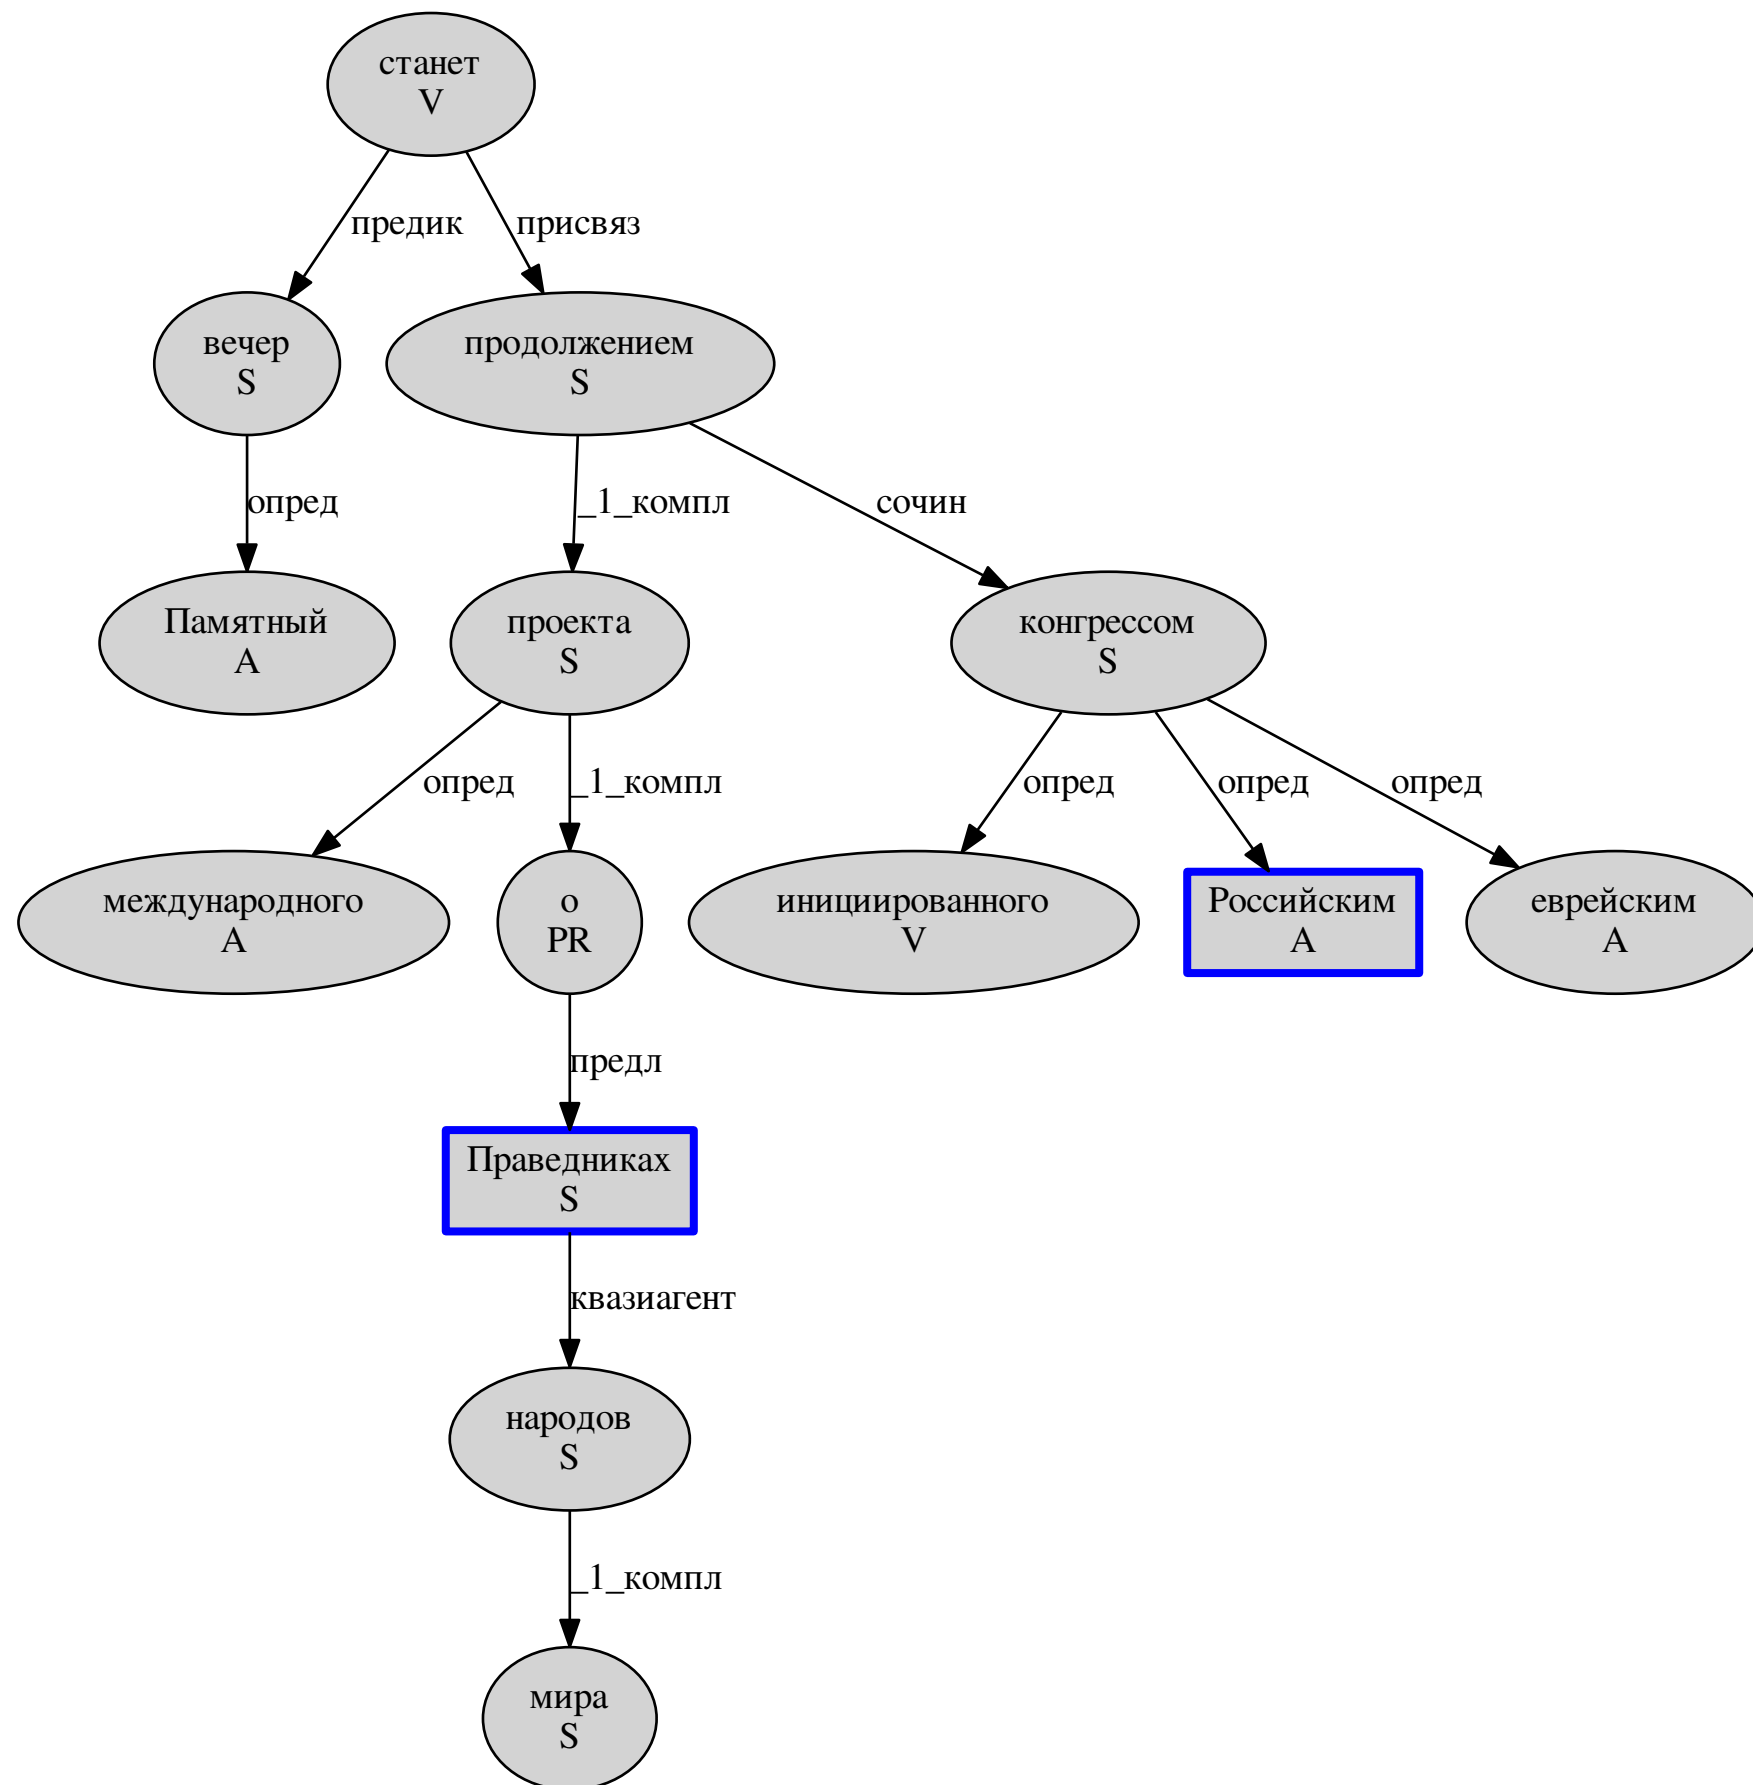 станет
V
предик
присвяз
вечер
S
продолжением
S
опред
_1_компл
сочин
Памятный
A
проекта
S
конгрессом
S
опред
_1_компл
опред
опред
опред
международного
A
о
PR
инициированного
V
Российским
A
еврейским
A
предл
Праведниках
S
квазиагент
народов
S
_1_компл
мира
S